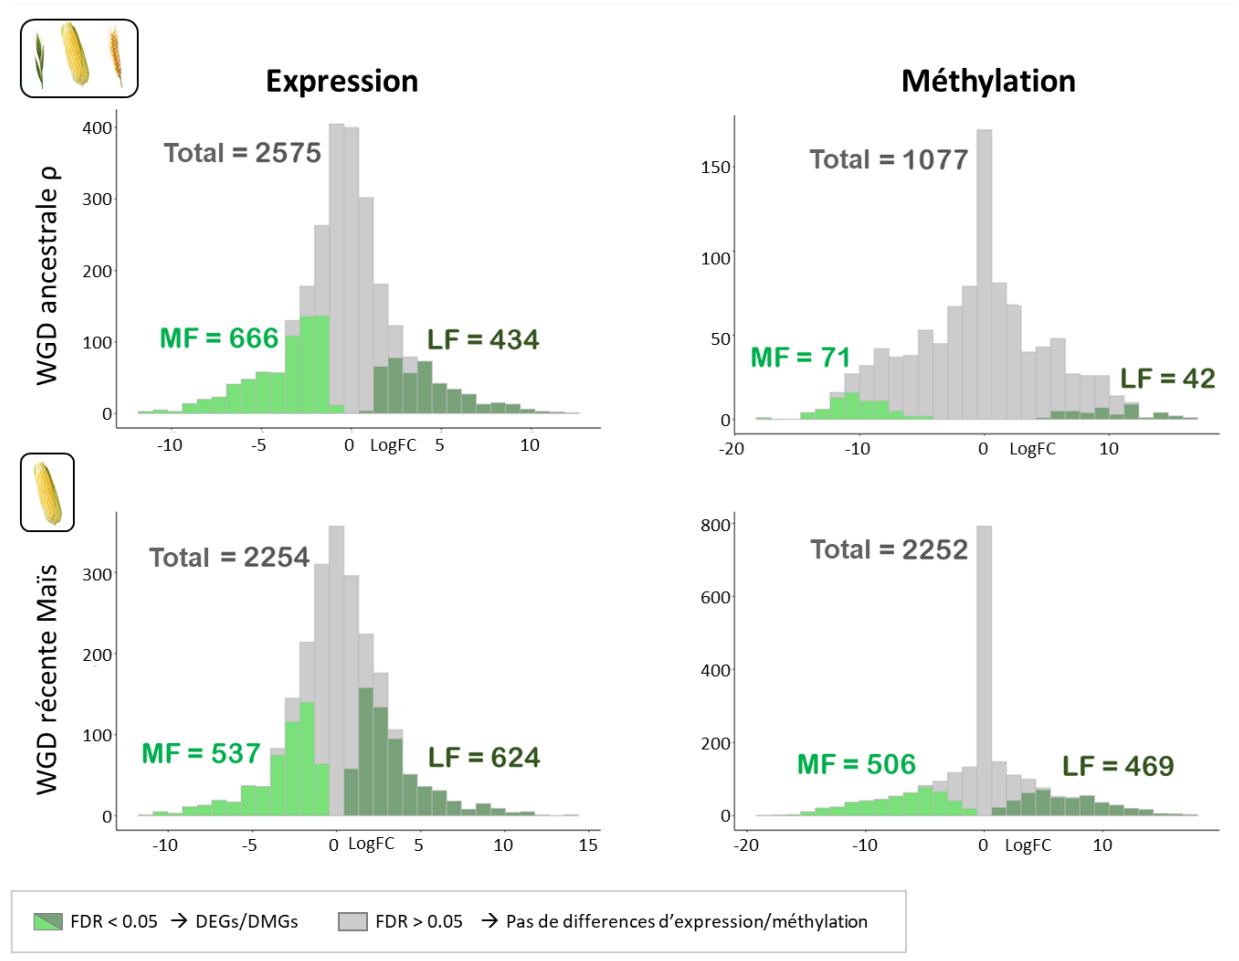 Expression
Méthylation
WGD ancestrale ρ
400
300
200
100
0
Total = 2575
MF = 666
LF = 434
-10
-5
0
LogFC
5
10
150
100
50
0
Total = 1077
MF = 71
LF = 42
-20
-10
0
LogFC
10
WGD récente Maïs
300
200
100
0
Total = 2254
MF = 537
LF = 624
-10
-5
0
LogFC
5
10
15
800
600
400
200
0
Total = 2252
MF = 506
LF = 469
-20
-10
0
LogFC
10
FDR < 0.05 → DEGs/DMGs
FDR > 0.05 → Pas de differences d'expression/méthylation